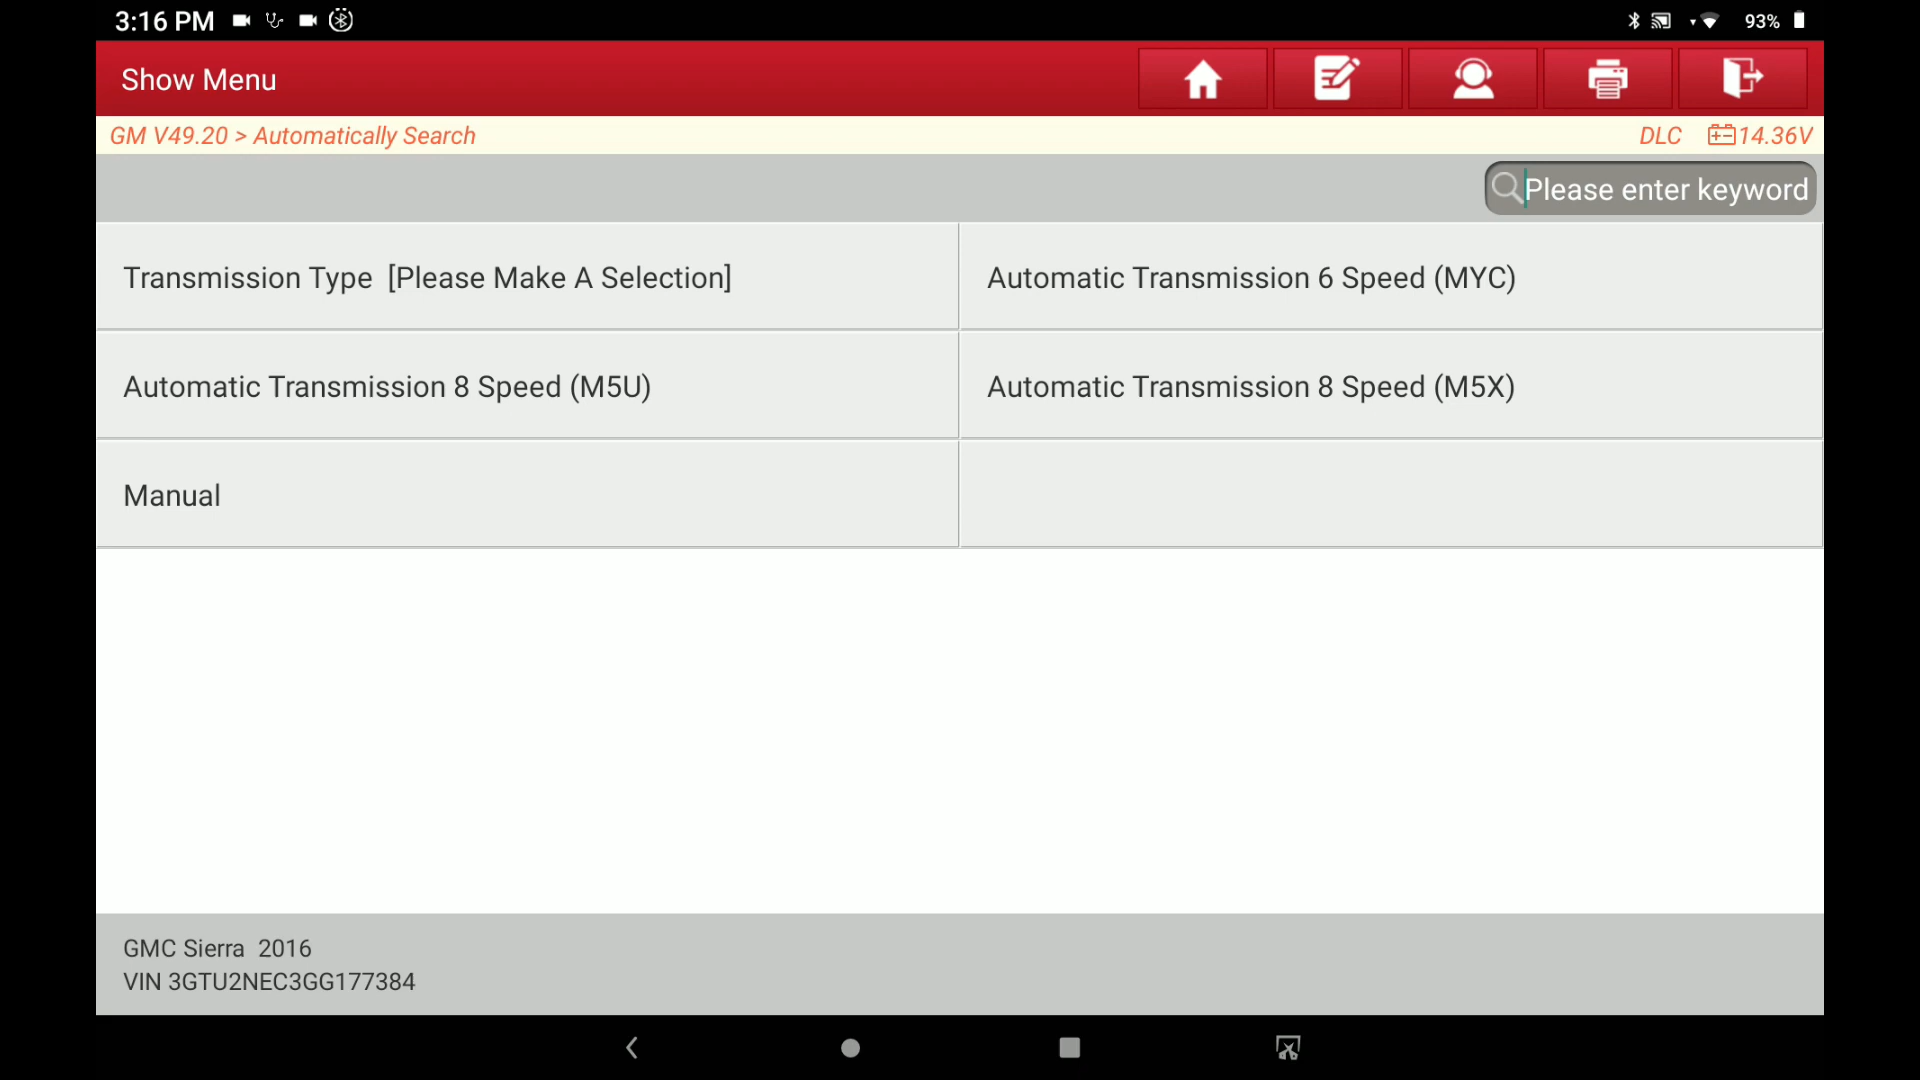 3:16 PM
93%
Show Menu
GM V49.20 > Automatically Search
DLC
14.36V
Please enter keyword
Transmission Type  [Please Make A Selection]
Automatic Transmission 6 Speed (MYC)
Automatic Transmission 8 Speed (M5U)
Automatic Transmission 8 Speed (M5X)
Manual
GMC Sierra  2016
VIN 3GTU2NEC3GG177384